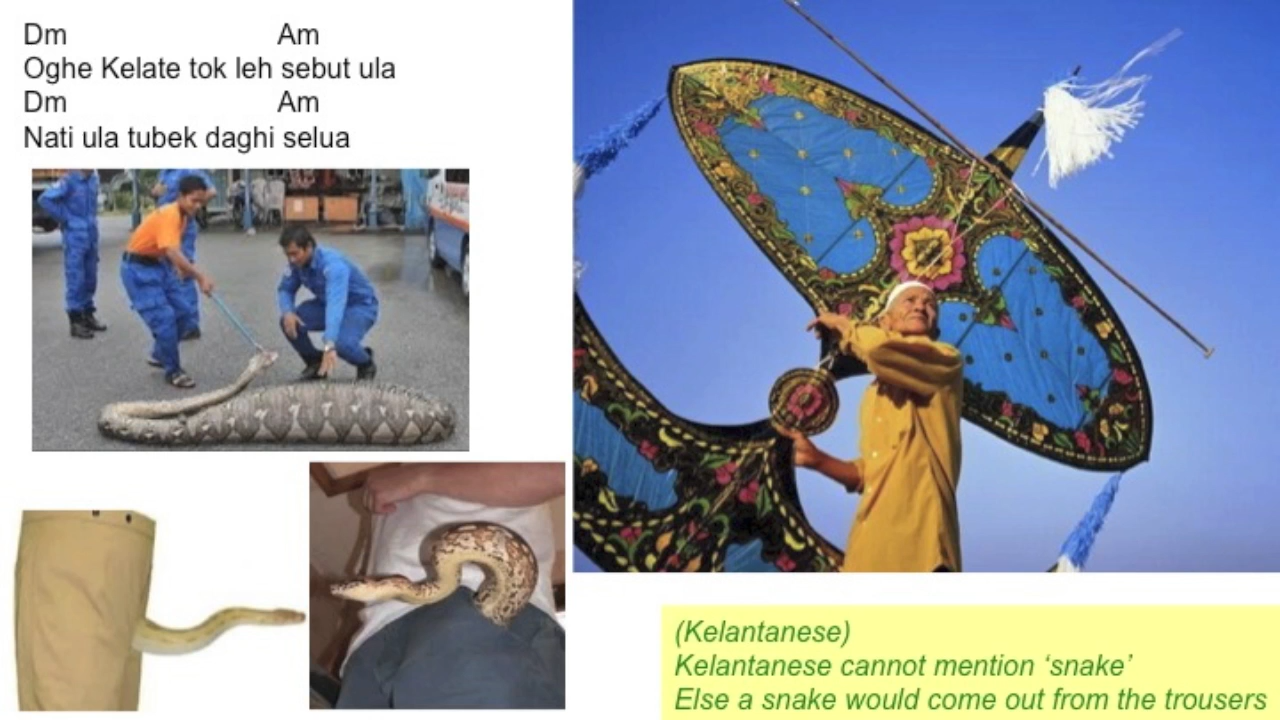 Dm Am
Oghe Kelate tok leh sebut ula
Dm Am
Nati ula tubek daghi selua
(Kelantanese)
Kelantanese cannot mention ‘snake’
Else a snake would come out from the trousers